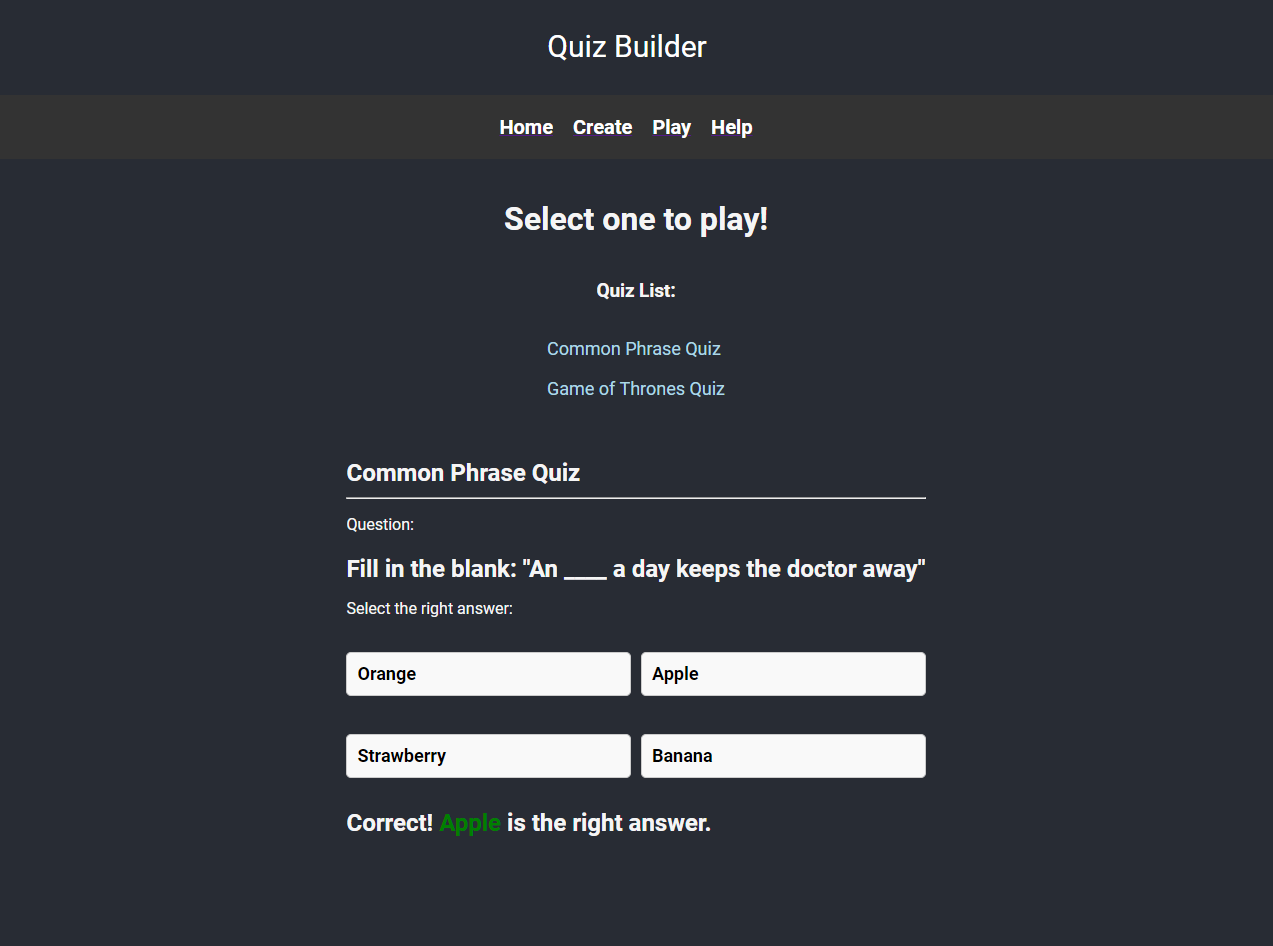 Quiz Builder
Home Create Play Help
Select one to play!
Quiz List:
Common Phrase Quiz
Game of Thrones Quiz
Common Phrase Quiz
Question:
Fill in the blank: "An ____ a day keeps the doctor away"
Select the right answer:
Orange Apple
Strawberry Banana
Correct! Apple is the right answer.